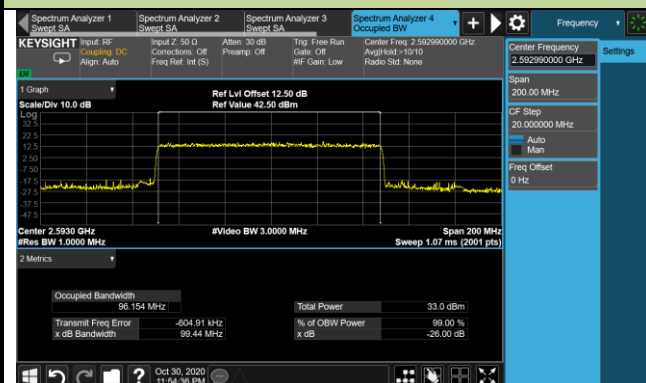 Spectrum Analyzer 1
Swept SA
Spectrum Analyzer 2
Swept SA
Spectrum Analyzer 3
Swept SA
Spectrum Analyzer 4
Occupied BW
Frequency
KEYSIGHT
Input: RF
Coupling: DC
Align: Auto
Input Z: 50 Ω
Corrections: Off
Freq Ref: Int (S)
Atten: 30 dB
Preamp: Off
Trig: Free Run
Gate: Off
#IF Gain: Low
Center Freq: 2.592990000 GHz
Avg|Hold:>10/10
Radio Std: None
Center Frequency
2.592990000 GHz
Settings
Span
200.00 MHz
CF Step
20.000000 MHz
Auto
Man
Freq Offset
0 Hz
1 Graph
Scale/Div 10.0 dB
Ref Lvl Offset 12.50 dB
Ref Value 42.50 dBm
Log
32.5
22.5
12.5
2.50
-7.50
-17.5
-27.5
-37.5
-47.5
Center 2.5930 GHz
#Res BW 1.0000 MHz
#Video BW 3.0000 MHz
Span 200 MHz
Sweep 1.07 ms (2001 pts)
2 Metrics
Occupied Bandwidth
96.154 MHz
Total Power 33.0 dBm
Transmit Freq Error -604.91 kHz
% of OBW Power 99.00 %
x dB Bandwidth 99.44 MHz
x dB -26.00 dB
Oct 30, 2020
11:54:36 PM